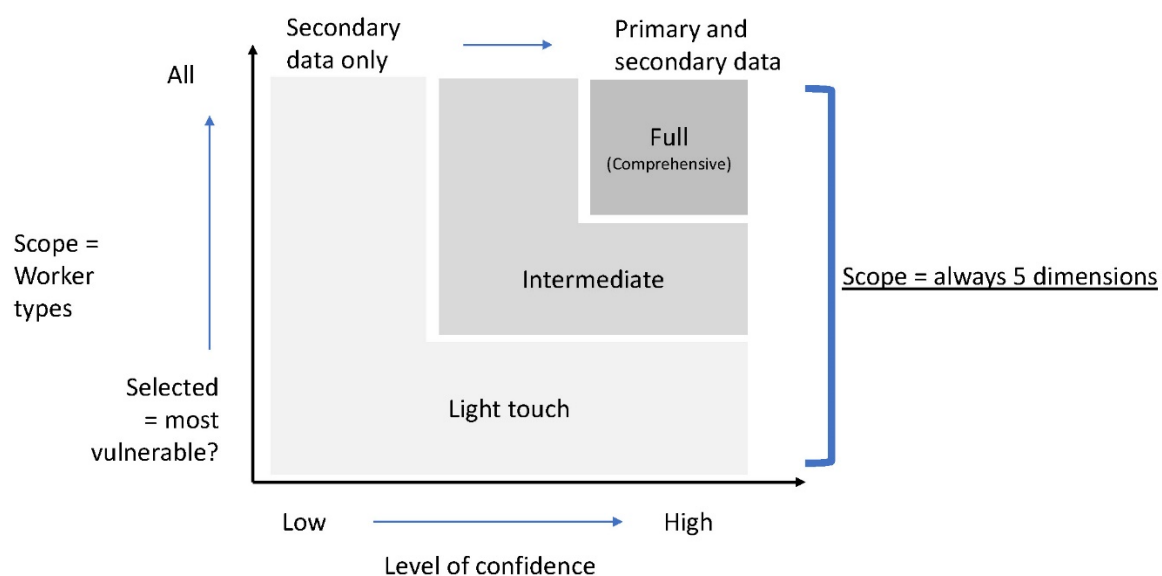 Secondary
data only
Primary and
secondary data
All
Full
(Comprehensive)
Scope =
Worker
types
Intermediate
Scope = always 5 dimensions
Selected
= most
vulnerable?
Light touch
Low
High
Level of confidence